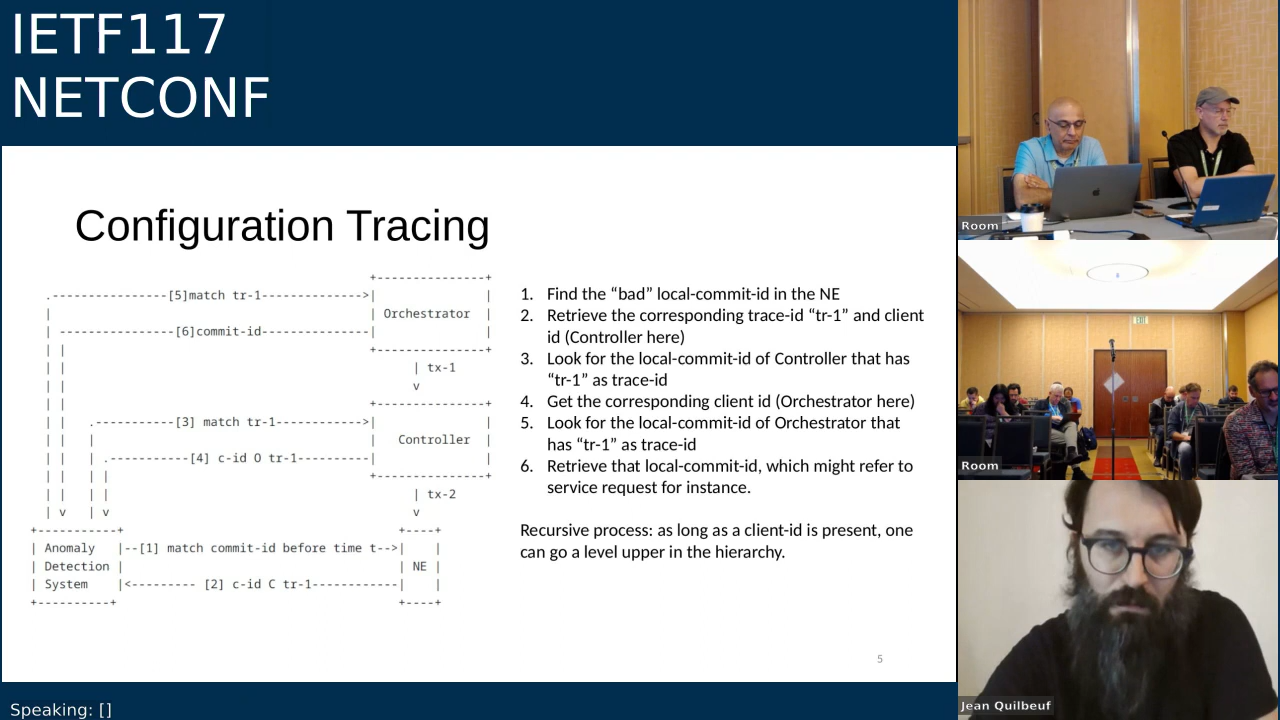 IETF117
NETCONF
Configuration Tracing
+---------------+
.----------------[5]match tr-1-------------->|               |
|                                            | Orchestrator  |
| -----------------[6]commit-id--------------|               |
| |                                          +---------------+
| |                                                | tx-1
| |                                                v
| |                                          +---------------+
| |   .----------[3] match tr-1------------->|               |
| |   |                                      |   Controller  |
| |   | .---------[4] c-id O tr-1----------|               |
| |   | |                                    +---------------+
| |   | |                                          | tx-2
| v   | v                                          v
+-----------+                                    +----+
| Anomaly   |--[1] match commit-id before time t-->|    |
| Detection |                                      | NE |
| System    |<--------- [2] c-id C tr-1------------|    |
+----------+                                     +----+
1. Find the “bad” local-commit-id in the NE
2. Retrieve the corresponding trace-id “tr-1” and client
id (Controller here)
3. Look for the local-commit-id of Controller that has
“tr-1” as trace-id
4. Get the corresponding client id (Orchestrator here)
5. Look for the local-commit-id of Orchestrator that
has “tr-1” as trace-id
6. Retrieve that local-commit-id, which might refer to
service request for instance.
Recursive process: as long as a client-id is present, one
can go a level upper in the hierarchy.
5
Speaking: []
Room
Room
EXIT
Jean Quilbeuf